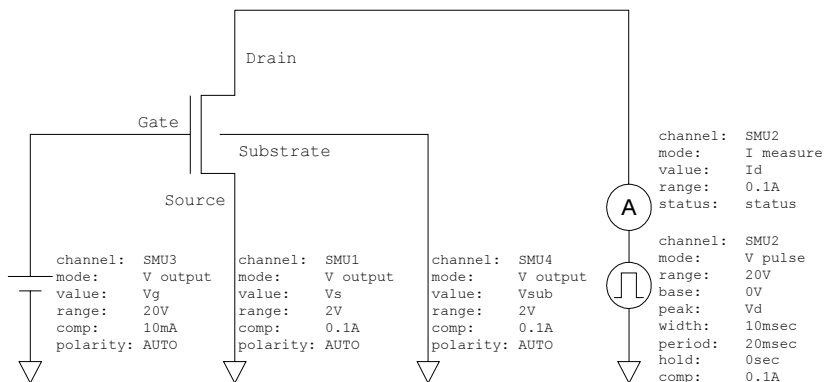 Drain
Gate
Substrate
Source
channel: SMU2
mode: I measure
value: Id
range: 0.1A
status: status
A
channel: SMU3
mode: V output
value: Vg
range: 20V
comp: 10mA
polarity: AUTO
channel: SMU1
mode: V output
value: Vs
range: 2V
comp: 0.1A
polarity: AUTO
channel: SMU4
mode: V output
value: Vsub
range: 2V
comp: 0.1A
polarity: AUTO
channel: SMU2
mode: V pulse
range: 20V
base: 0V
peak: Vd
width: 10msec
period: 20msec
hold: 0sec
comp: 0.1A